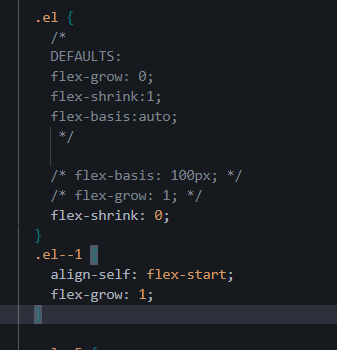 .el {
/*
DEFAULTS:
flex-grow: 0;
flex-shrink:1;
flex-basis:auto;
*/
/* flex-basis: 100px; */
/* flex-grow: 1; */
flex-shrink: 0;
}
.el--1 {
align-self: flex-start;
flex-grow: 1;
}